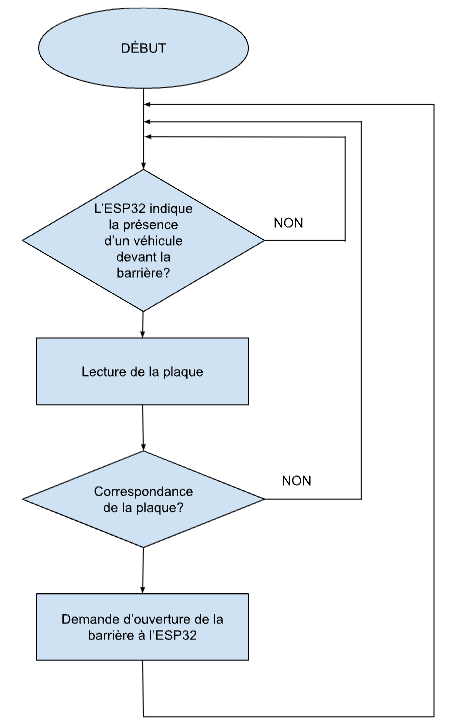 DÉBUT
L'ESP32 indique
la présence
d'un véhicule
devant la
barrière?
NON
Lecture de la plaque
Correspondance
de la plaque?
NON
Demande d'ouverture de la
barrière à l'ESP32